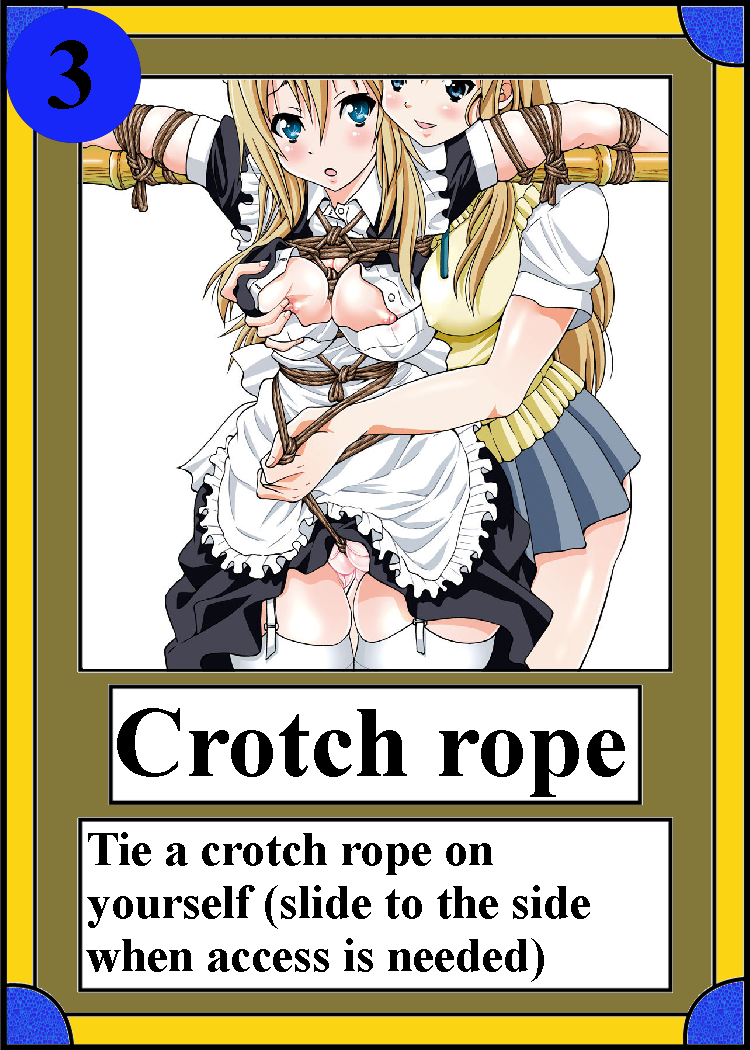 3
Crotch rope
Tie a crotch rope on
yourself (slide to the side
when access is needed)